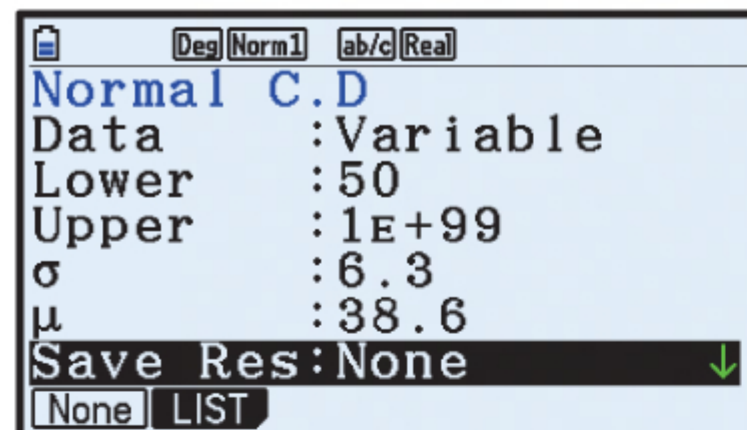 Deg Norm1 ab/c Real
Normal C.D
Data :Variable
Lower :50
Upper :1ᴇ+99
σ :6.3
μ :38.6
Save Res:None ↓
None LIST